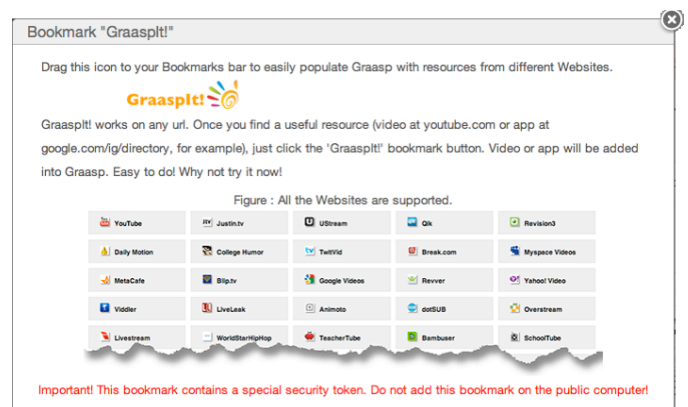 Bookmark "GraaspIt!"
Drag this icon to your Bookmarks bar to easily populate Graasp with resources from different Websites.
GraaspIt!
GraaspIt! works on any url. Once you find a useful resource (video at youtube.com or app at
google.com/ig/directory, for example), just click the 'GraaspIt!' bookmark button. Video or app will be added
into Graasp. Easy to do! Why not try it now!
Figure : All the Websites are supported.
YouTube Justin.tv UStream Qik Revision3
Daily Motion College Humor TwitVid Break.com Myspace Videos
MetaCafe Blip.tv Google Videos Revver Yahoo! Video
Viddler LiveLeak Animoto dotSUB Overstream
Livestream WorldStarHipHop TeacherTube Bambuser SchoolTube
Important! This bookmark contains a special security token. Do not add this bookmark on the public computer!